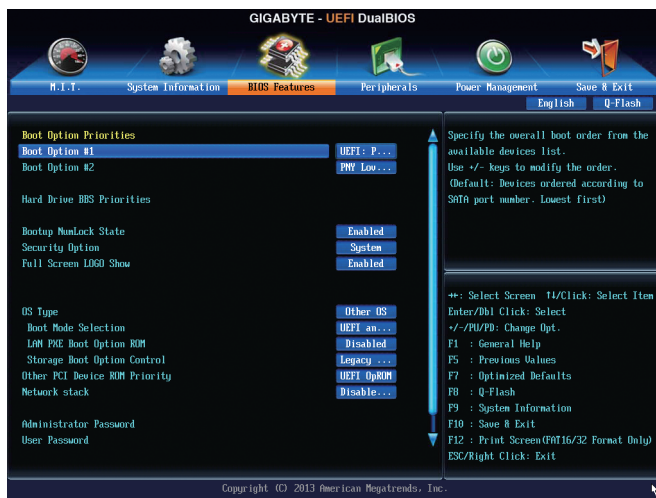 GIGABYTE - UEFI DualBIOS
M.I.T.
System Information
BIOS Features
Peripherals
Power Management
Save & Exit
English
Q-Flash
Boot Option Priorities
Boot Option #1 UEFI: P...
Boot Option #2 PNY Lov...
Hard Drive BBS Priorities
Bootup NumLock State Enabled
Security Option System
Full Screen LOGO Show Enabled
OS Type Other OS
Boot Mode Selection UEFI an...
LAN PXE Boot Option ROM Disabled
Storage Boot Option Control Legacy ...
Other PCI Device ROM Priority UEFI OpROM
Network stack Disable...
Administrator Password
User Password
Specify the overall boot order from the
available devices list.
Use +/- keys to modify the order.
(Default: Devices ordered according to
SATA port number. Lowest first)
→←: Select Screen ↑↓/Click: Select Item
Enter/Dbl Click: Select
+/-/PU/PD: Change Opt.
F1 : General Help
F5 : Previous Values
F7 : Optimized Defaults
F8 : Q-Flash
F9 : System Information
F10 : Save & Exit
F12 : Print Screen(FAT16/32 Format Only)
ESC/Right Click: Exit
Copyright (C) 2013 American Megatrends, Inc.